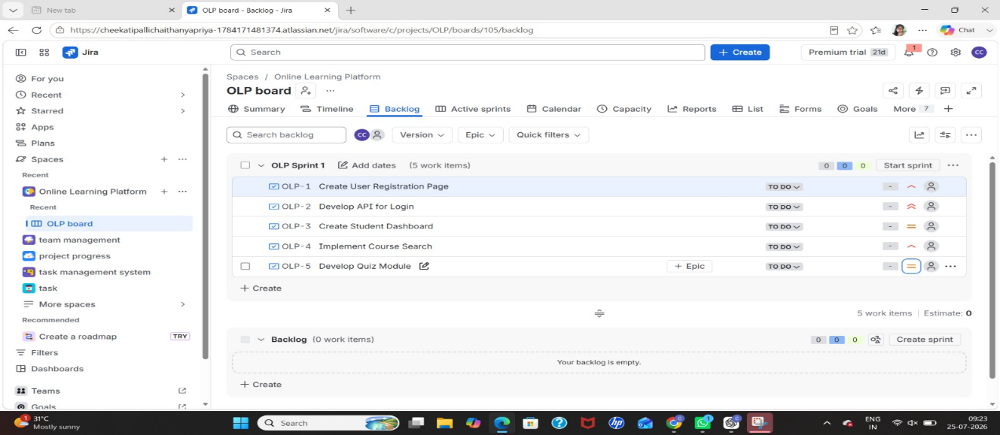 New tab
OLP board - Backlog - Jira
https://cheekatipallichaithanyapriya-1784171481374.atlassian.net/jira/software/c/projects/OLP/boards/105/backlog
Chat
Jira
Search
+ Create
Premium trial 21d
1
CC
For you
Recent
Starred
Apps
Plans
Spaces
Recent
Online Learning Platform
Recent
OLP board
team management
project progress
task management system
task
More spaces
Recommended
Create a roadmap TRY
Filters
Dashboards
Teams
Goals
Spaces / Online Learning Platform
OLP board
Summary Timeline Backlog Active sprints Calendar Capacity Reports List Forms Goals More 7
Search backlog CC Version Epic Quick filters
OLP Sprint 1 Add dates (5 work items) 0 0 0 Start sprint
OLP-1 Create User Registration Page TO DO -
OLP-2 Develop API for Login TO DO -
OLP-3 Create Student Dashboard TO DO -
OLP-4 Implement Course Search TO DO -
OLP-5 Develop Quiz Module + Epic TO DO -
+ Create
5 work items Estimate: 0
Backlog (0 work items) 0 0 0 Create sprint
Your backlog is empty.
+ Create
1
31°C
Mostly sunny
Search
hp
1
ENG
IN
09:23
25-07-2026